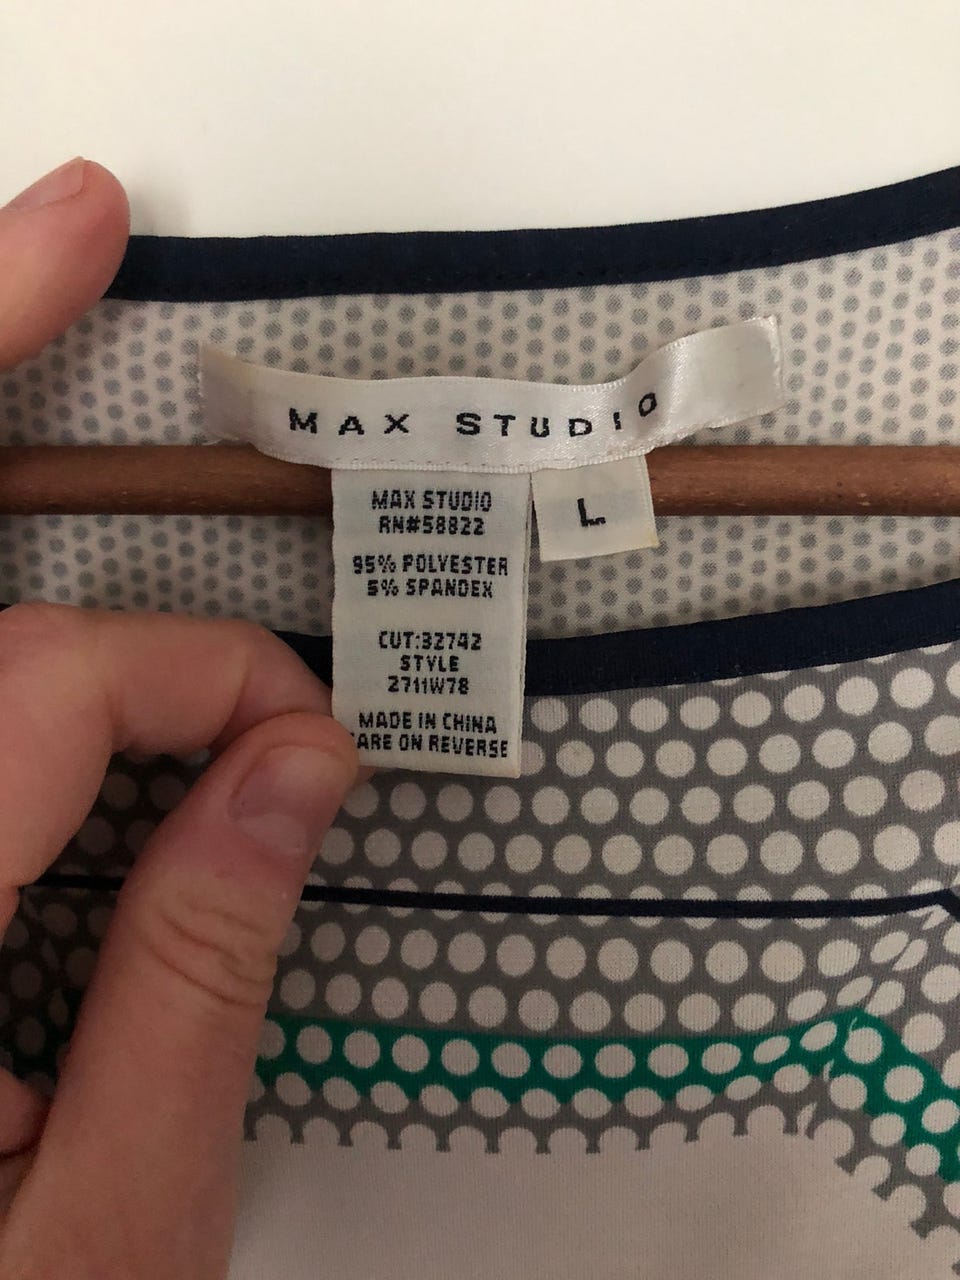 MAX STUDIO
MAX STUDIO
RN#58822
95% POLYESTER
5% SPANDEX
CUT:32742
STYLE
2711W78
MADE IN CHINA
ARE ON REVERSE
L